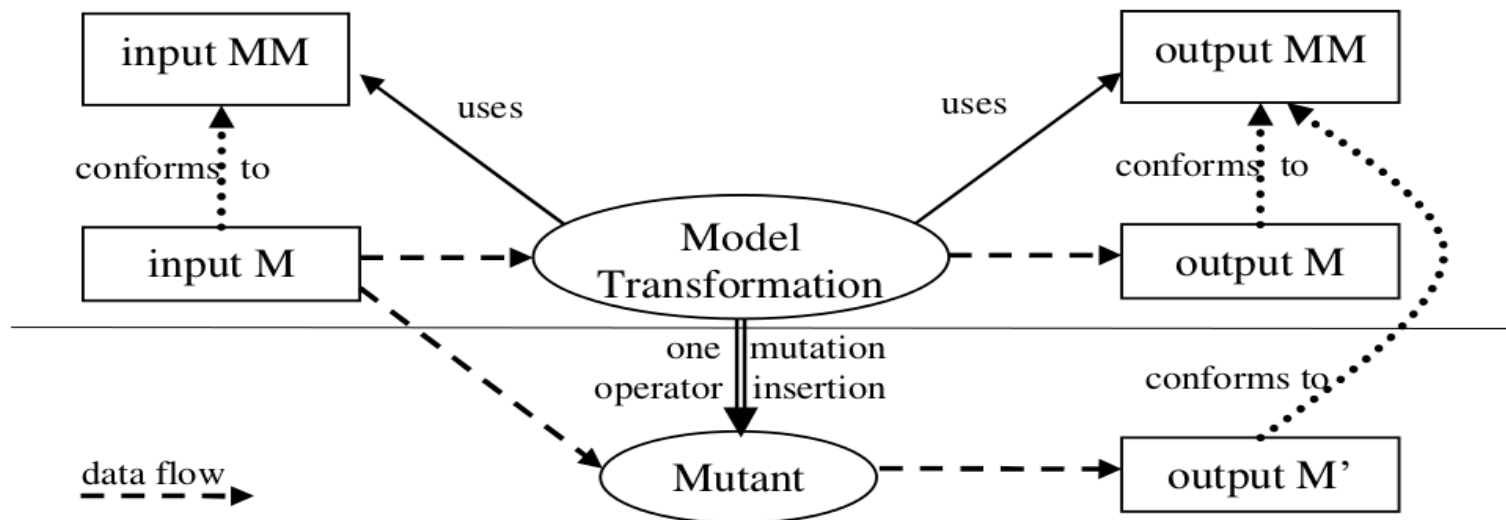 input MM
output MM
uses
uses
conforms to
conforms to
input M
Model
Transformation
output M
one mutation
operator insertion
conforms to
data flow
Mutant
output M’